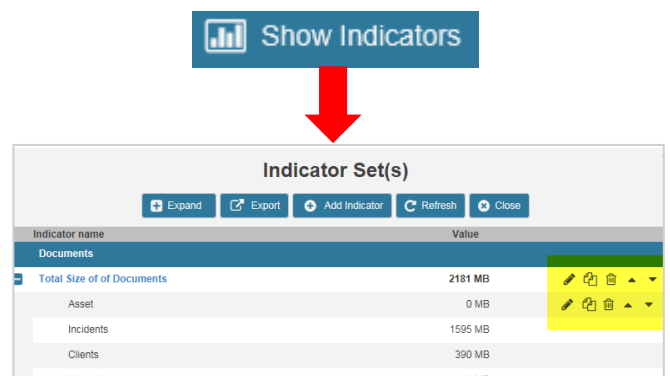 Show Indicators
Indicator Set(s)
Expand Export Add Indicator Refresh Close
Indicator name Value
Documents
Total Size of of Documents 2181 MB
Asset 0 MB
Incidents 1595 MB
Clients 390 MB